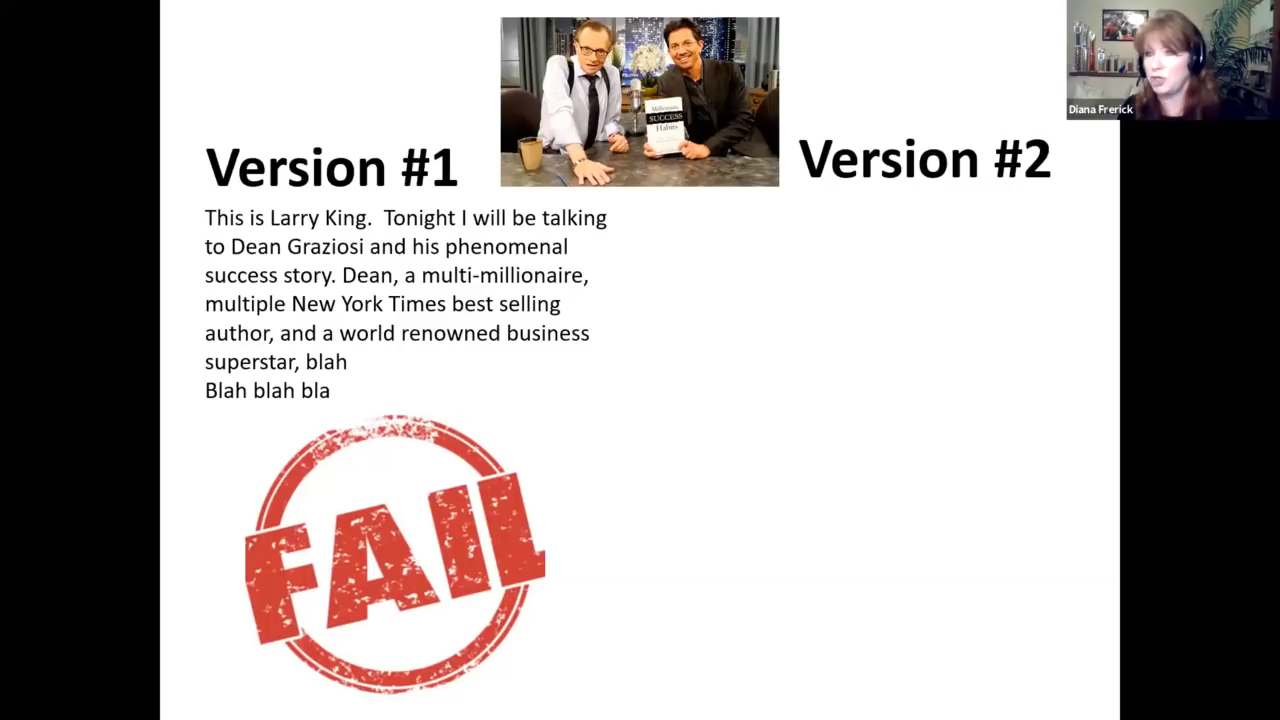 Diana Frerick
Millionaire
SUCCESS
Habits
Version #1
Version #2
This is Larry King.  Tonight I will be talking
to Dean Graziosi and his phenomenal
success story. Dean, a multi-millionaire,
multiple New York Times best selling
author, and a world renowned business
superstar, blah
Blah blah bla
FAIL